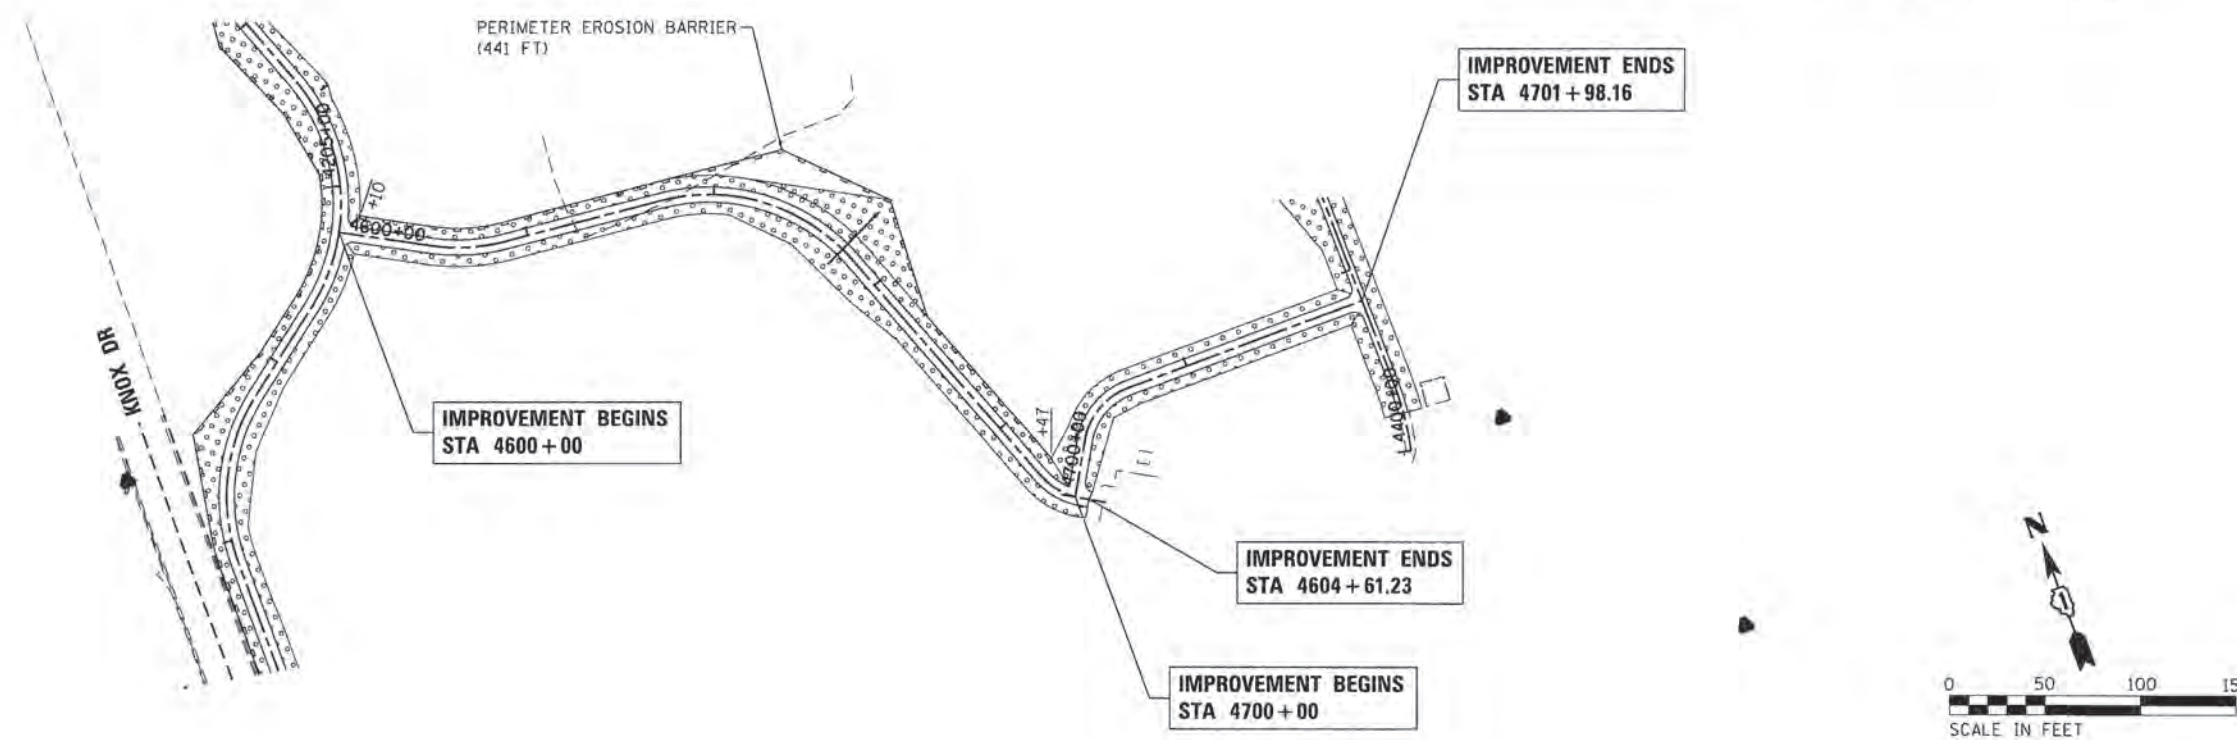 PERIMETER EROSION BARRIER
(441 FT)
IMPROVEMENT ENDS
STA 4701+98.16
4205+00
+10
4600+00
KNOX DR
IMPROVEMENT BEGINS
STA 4600+00
+47
4700+00
4400+00
IMPROVEMENT ENDS
STA 4604+61.23
IMPROVEMENT BEGINS
STA 4700+00
N
0 50 100 15
SCALE IN FEET